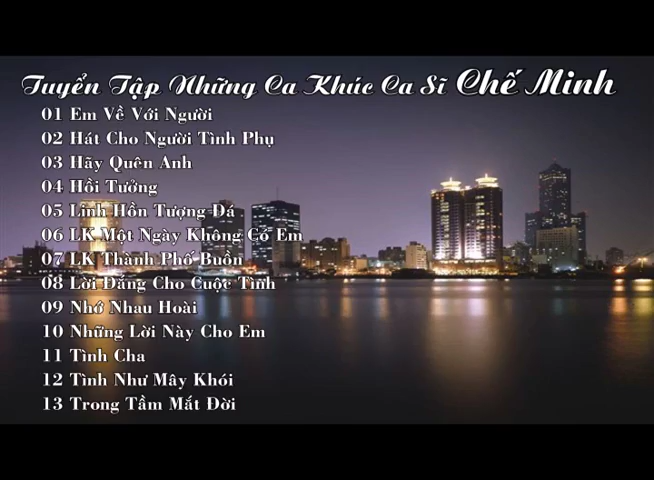 Tuyển Tập Những Ca Khúc Ca Sĩ Chế Minh
01 Em Về Với Người
02 Hát Cho Người Tình Phụ
03 Hãy Quên Anh
04 Hồi Tưởng
05 Linh Hồn Tượng Đá
06 LK Một Ngày Không Có Em
07 LK Thành Phố Buồn
08 Lời Đắng Cho Cuộc Tình
09 Nhớ Nhau Hoài
10 Những Lời Này Cho Em
11 Tình Cha
12 Tình Như Mây Khói
13 Trong Tầm Mắt Đời